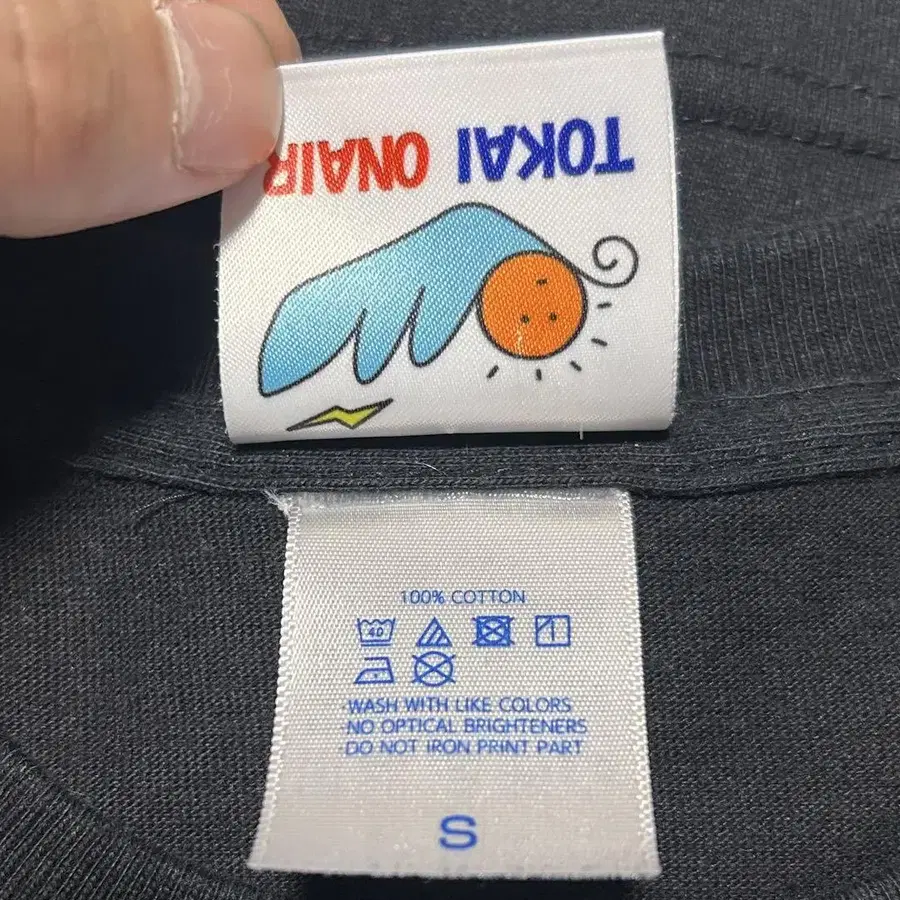 TOKAI ONAIR
100% COTTON
40
WASH WITH LIKE COLORS
NO OPTICAL BRIGHTENERS
DO NOT IRON PRINT PART
S